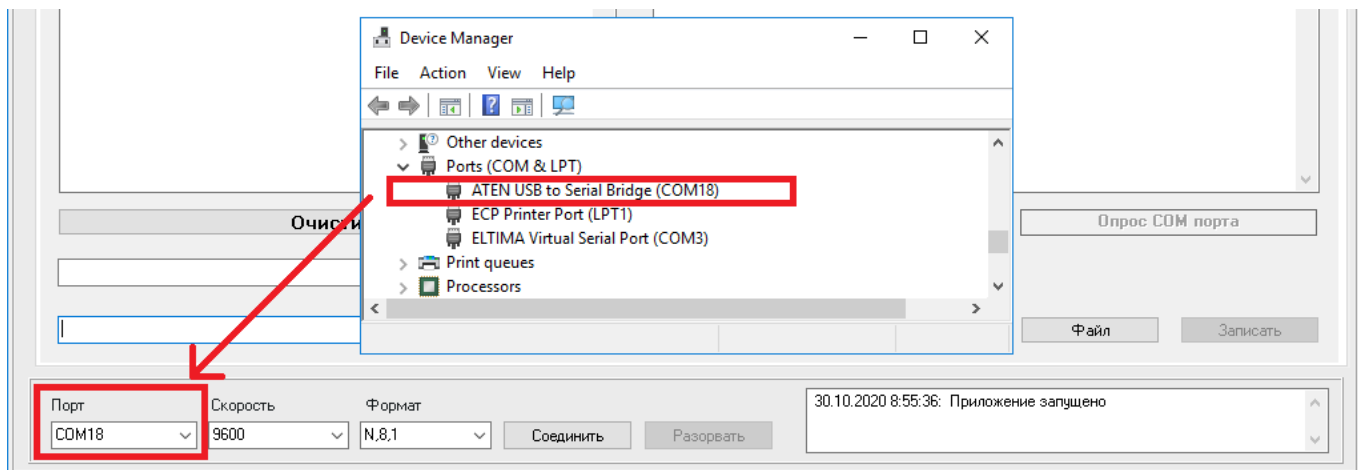 Device Manager
File Action View Help
Other devices
Ports (COM & LPT)
ATEN USB to Serial Bridge (COM18)
ECP Printer Port (LPT1)
ELTIMA Virtual Serial Port (COM3)
Print queues
Processors
Очисти
Опрос COM порта
Файл Записать
Порт Скорость Формат
COM18 9600 N,8,1 Соединить Разорвать
30.10.2020 8:55:36: Приложение запущено